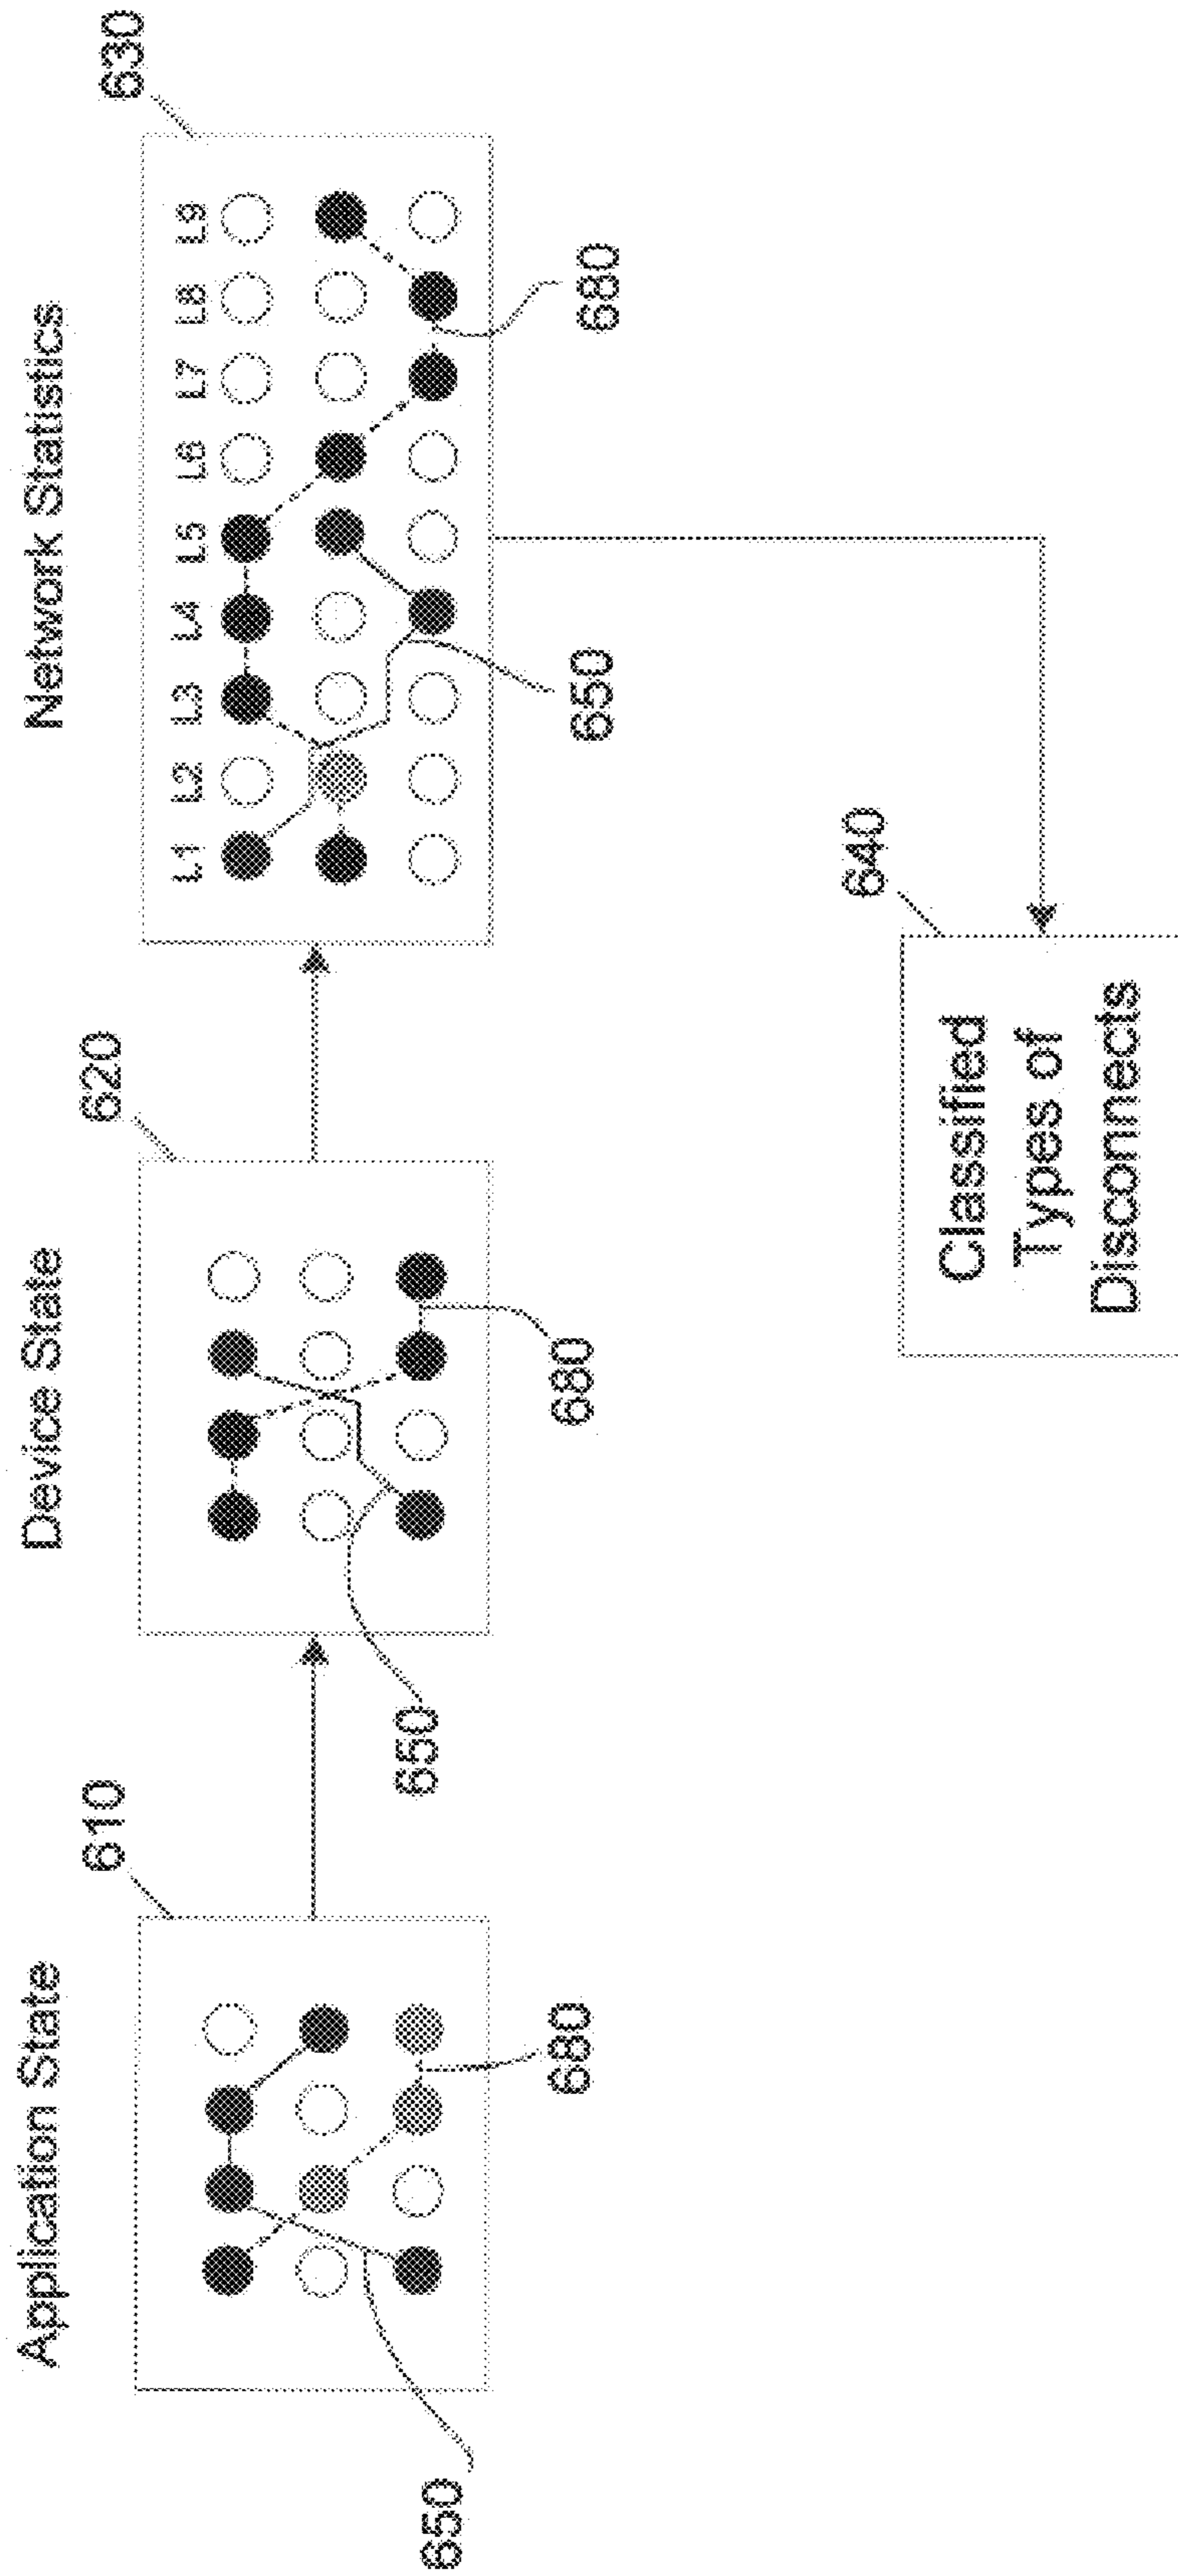 Application State
Device State
Network Statistics
610
620
630
L1 L2 L3 L4 L5 L6 L7 L8 L9
650
680
650
680
650
680
640
Classified
Types of
Disconnects